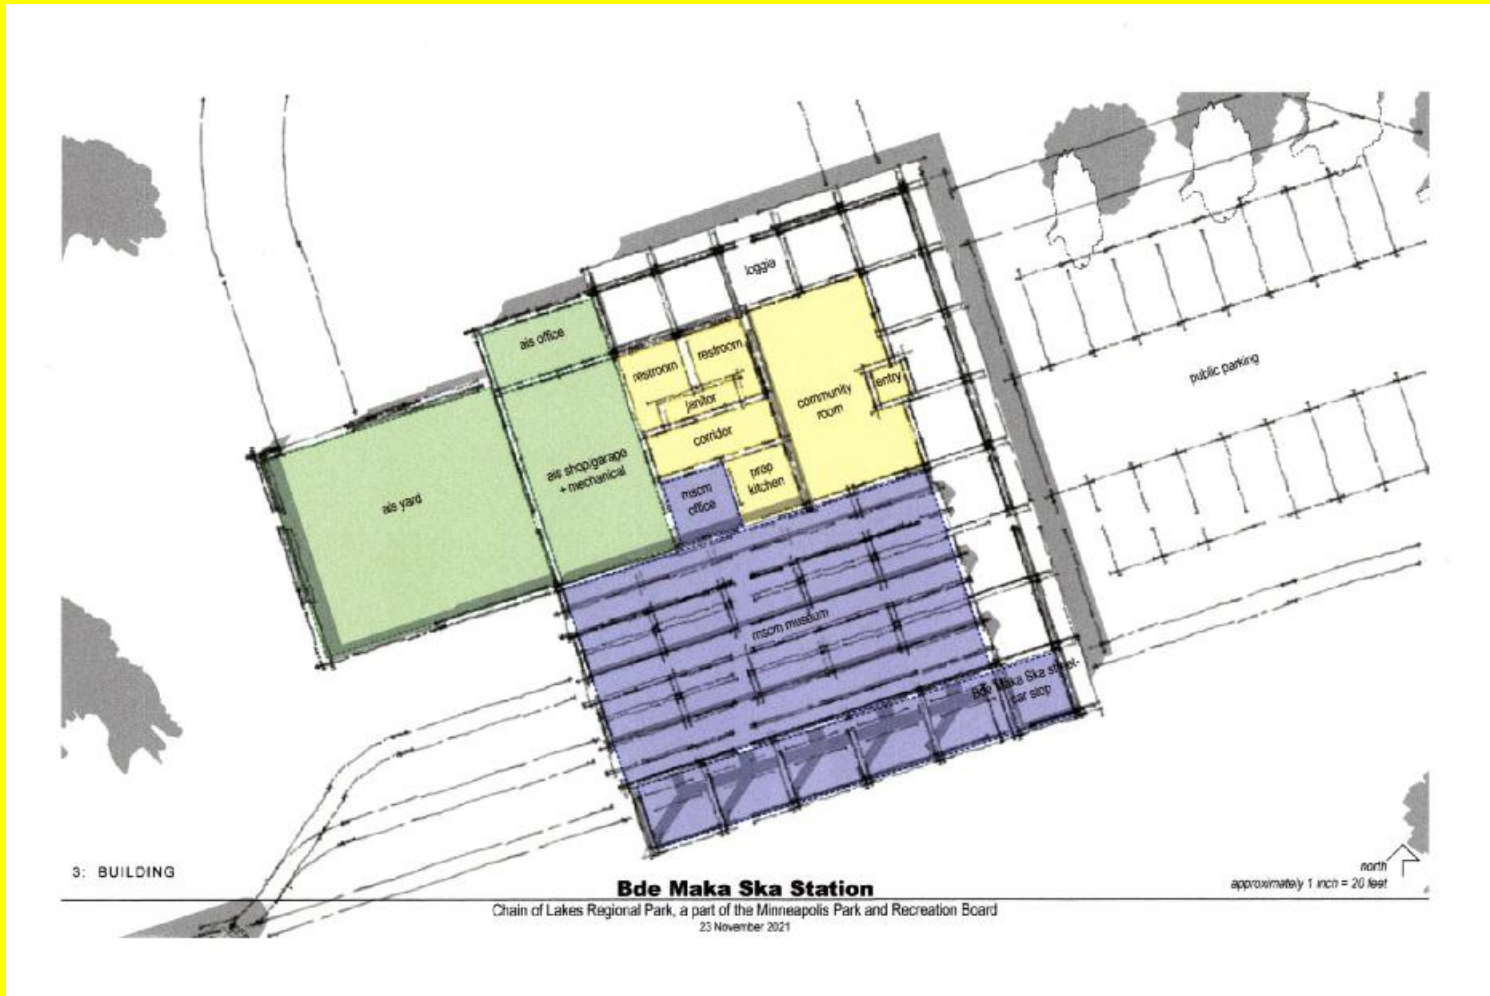 loggia
ais office
restroom
restroom
janitor
corridor
community
room
entry
public parking
ais shop/garage
+ mechanical
prep
kitchen
mscm
office
ais yard
mscm museum
Bde Maka Ska street-
car stop
3: BUILDING
Bde Maka Ska Station
Chain of Lakes Regional Park, a part of the Minneapolis Park and Recreation Board
23 November 2021
north
approximately 1 inch = 20 feet